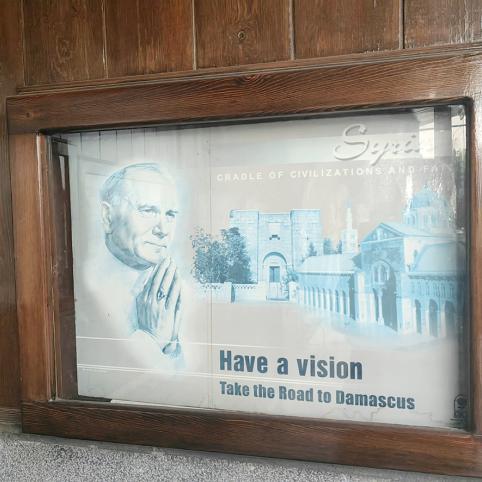 Syri
CRADLE OF CIVILIZATIONS AND FA
Have a vision
Take the Road to Damascus